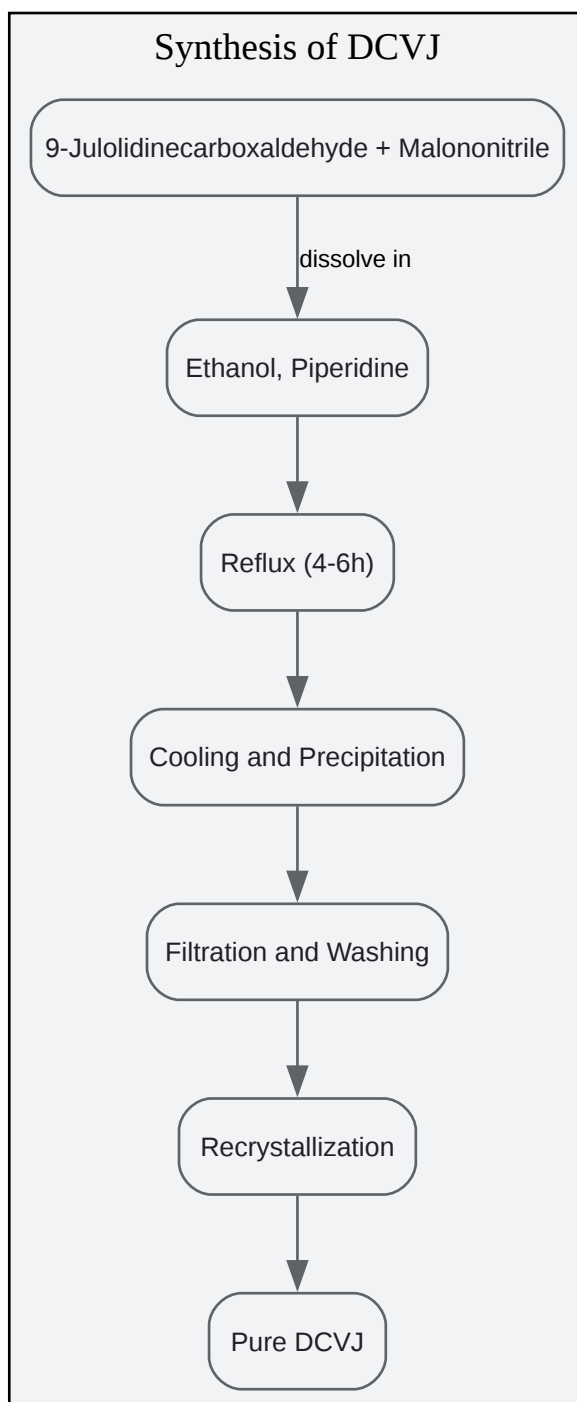 Synthesis of DCVJ
9-Julolidinecarboxaldehyde + Malononitrile
dissolve in
Ethanol, Piperidine
Reflux (4-6h)
Cooling and Precipitation
Filtration and Washing
Recrystallization
Pure DCVJ